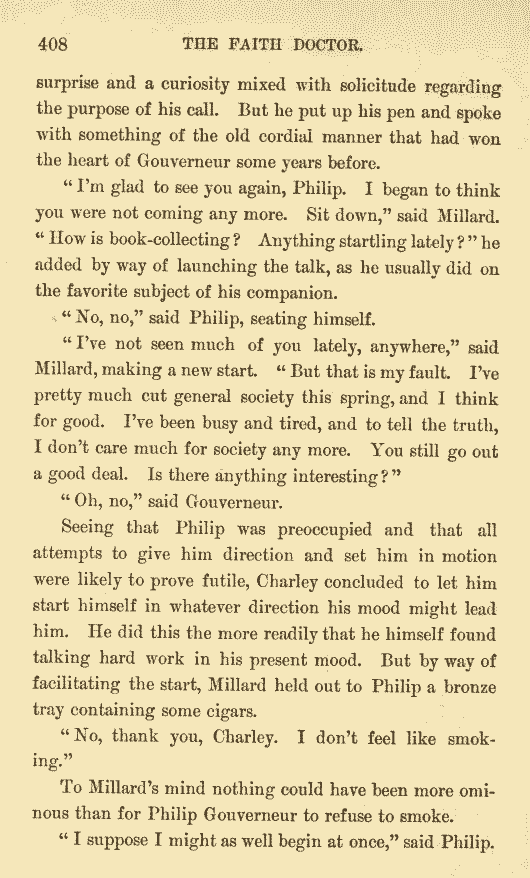 408 THE FAITH DOCTOR.
surprise and a curiosity mixed with solicitude regarding
the purpose of his call. But he put up his pen and spoke
with something of the old cordial manner that had won
the heart of Gouverneur some years before.
“I’m glad to see you again, Philip. I began to think
you were not coming any more. Sit down,” said Millard.
“How is book-collecting? Anything startling lately?” he
added by way of launching the talk, as he usually did on
the favorite subject of his companion.
“No, no,” said Philip, seating himself.
“I’ve not seen much of you lately, anywhere,” said
Millard, making a new start. “But that is my fault. I’ve
pretty much cut general society this spring, and I think
for good. I’ve been busy and tired, and to tell the truth,
I don’t care much for society any more. You still go out
a good deal. Is there anything interesting?”
“Oh, no,” said Gouverneur.
Seeing that Philip was preoccupied and that all
attempts to give him direction and set him in motion
were likely to prove futile, Charley concluded to let him
start himself in whatever direction his mood might lead
him. He did this the more readily that he himself found
talking hard work in his present mood. But by way of
facilitating the start, Millard held out to Philip a bronze
tray containing some cigars.
“No, thank you, Charley. I don’t feel like smok-
ing.”
To Millard’s mind nothing could have been more omi-
nous than for Philip Gouverneur to refuse to smoke.
“I suppose I might as well begin at once,” said Philip.